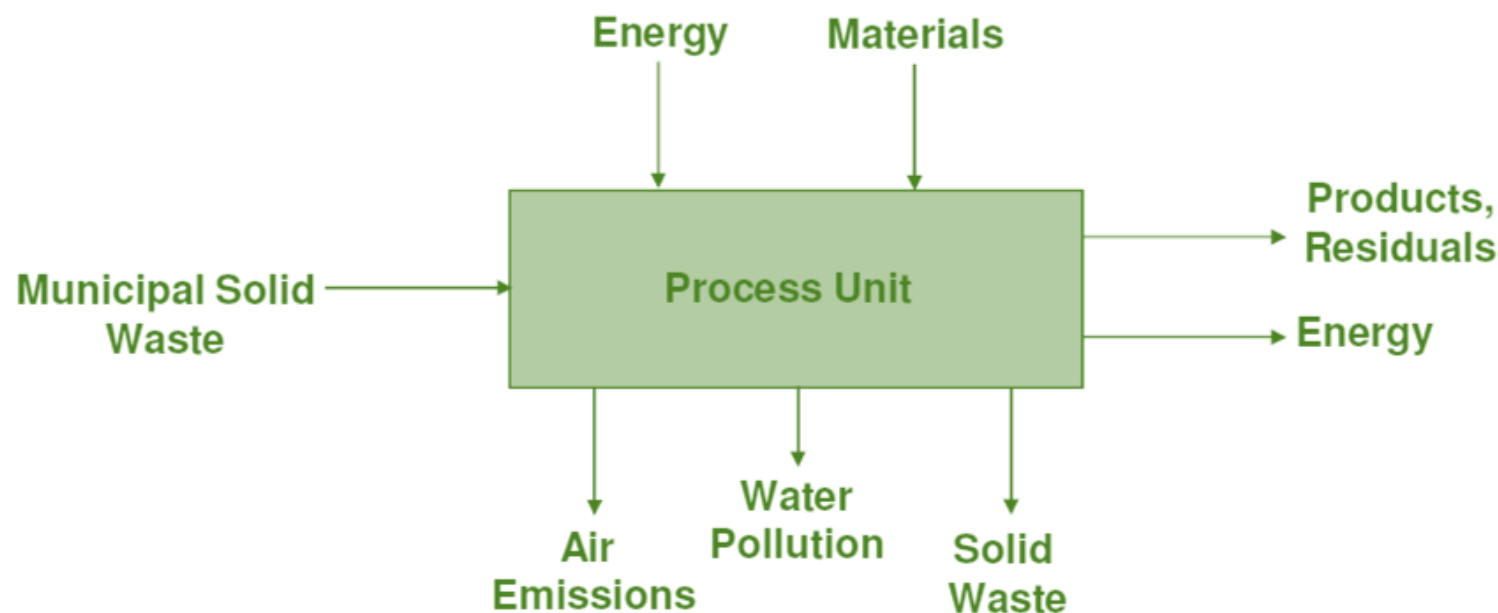 Energy
Materials
Products,
Residuals
Municipal Solid
Waste
Process Unit
Energy
Water
Pollution
Air
Emissions
Solid
Waste